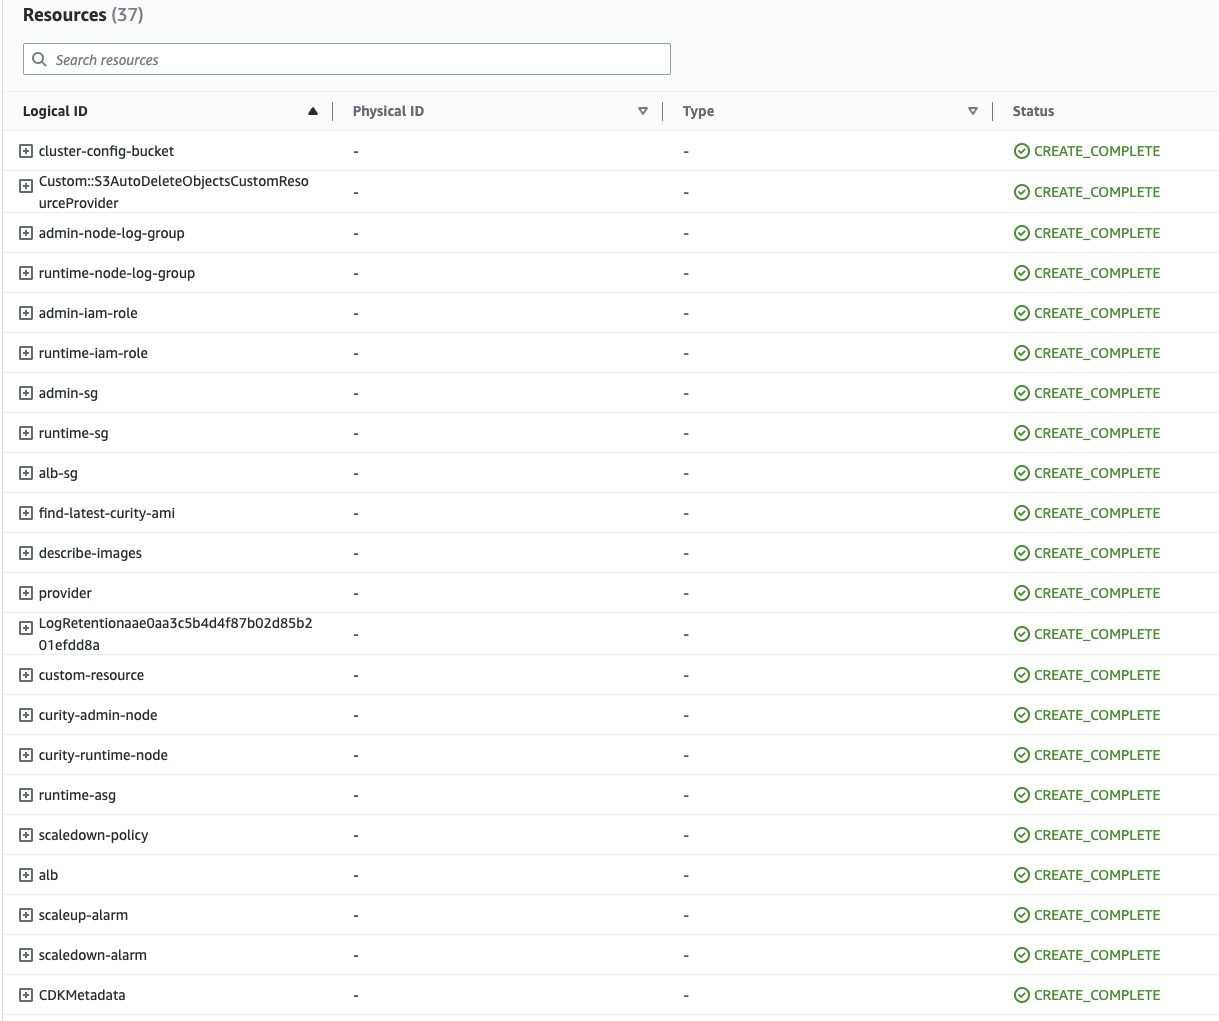 Resources (37)
Search resources
Logical ID Physical ID Type Status
cluster-config-bucket - - CREATE_COMPLETE
Custom::S3AutoDeleteObjectsCustomReso
urceProvider - - CREATE_COMPLETE
admin-node-log-group - - CREATE_COMPLETE
runtime-node-log-group - - CREATE_COMPLETE
admin-iam-role - - CREATE_COMPLETE
runtime-iam-role - - CREATE_COMPLETE
admin-sg - - CREATE_COMPLETE
runtime-sg - - CREATE_COMPLETE
alb-sg - - CREATE_COMPLETE
find-latest-curity-ami - - CREATE_COMPLETE
describe-images - - CREATE_COMPLETE
provider - - CREATE_COMPLETE
LogRetentionaae0aa3c5b4d4f87b02d85b2
01efdd8a - - CREATE_COMPLETE
custom-resource - - CREATE_COMPLETE
curity-admin-node - - CREATE_COMPLETE
curity-runtime-node - - CREATE_COMPLETE
runtime-asg - - CREATE_COMPLETE
scaledown-policy - - CREATE_COMPLETE
alb - - CREATE_COMPLETE
scaleup-alarm - - CREATE_COMPLETE
scaledown-alarm - - CREATE_COMPLETE
CDKMetadata - - CREATE_COMPLETE